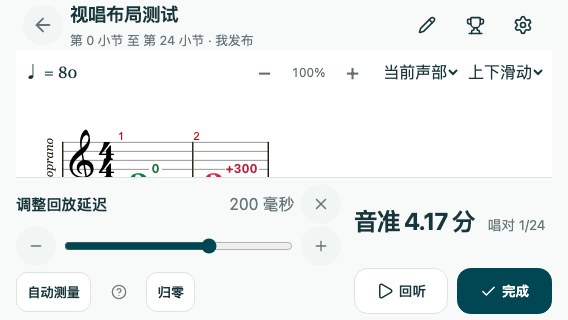 视唱布局测试
第 0 小节 至 第 24 小节 · 我发布
♩ = 80
100%
当前声部
上下滑动
1
2
4
4
0
+300
调整回放延迟
200 毫秒
音准 4.17 分
唱对 1/24
自动测量
归零
回听
完成